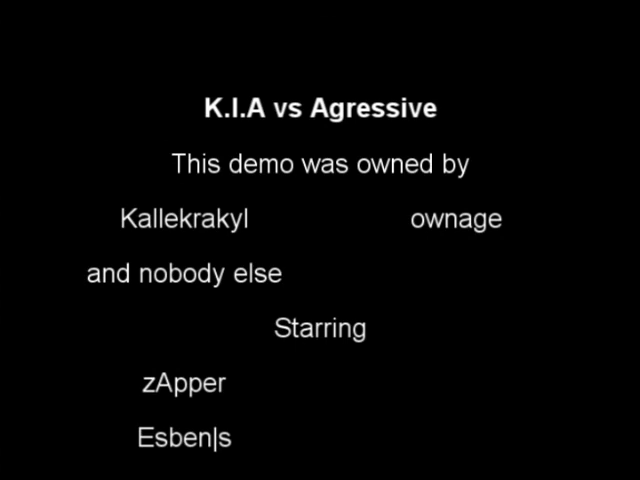 K.I.A vs Agressive
This demo was owned by
Kallekrakyl ownage
and nobody else
Starring
zApper
Esben|s